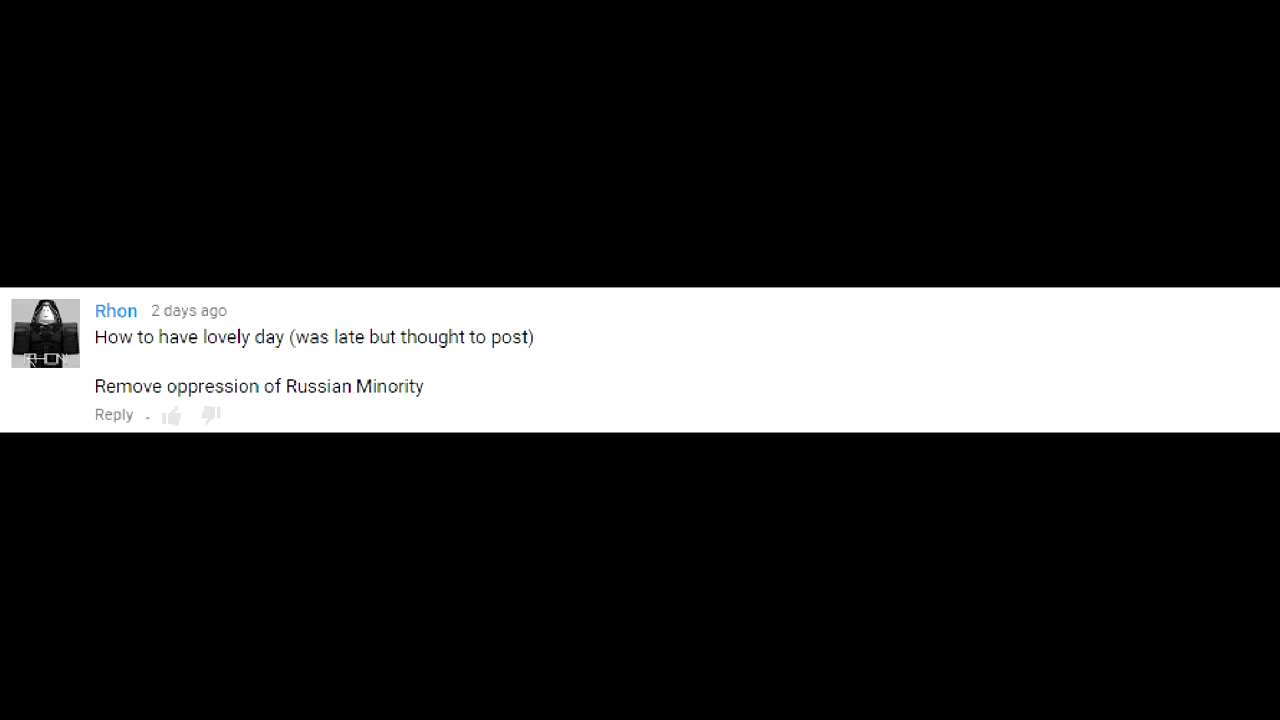 Rhon 2 days ago
How to have lovely day (was late but thought to post)
Remove oppression of Russian Minority
Reply .
RHON